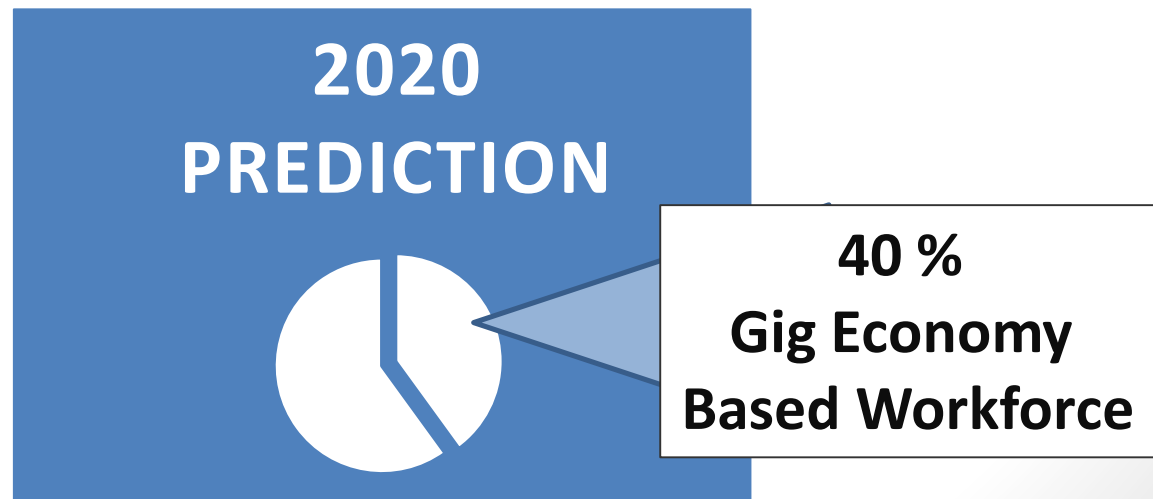 2020
PREDICTION
40 %
Gig Economy
Based Workforce